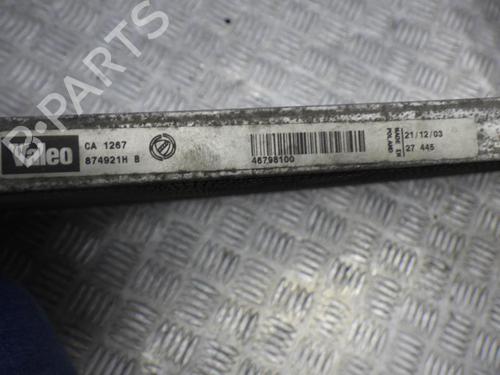 B-PARTS
Valeo
CA 1267
874921H B
46798100
MADE IN
POLAND
21/12/03
27 445